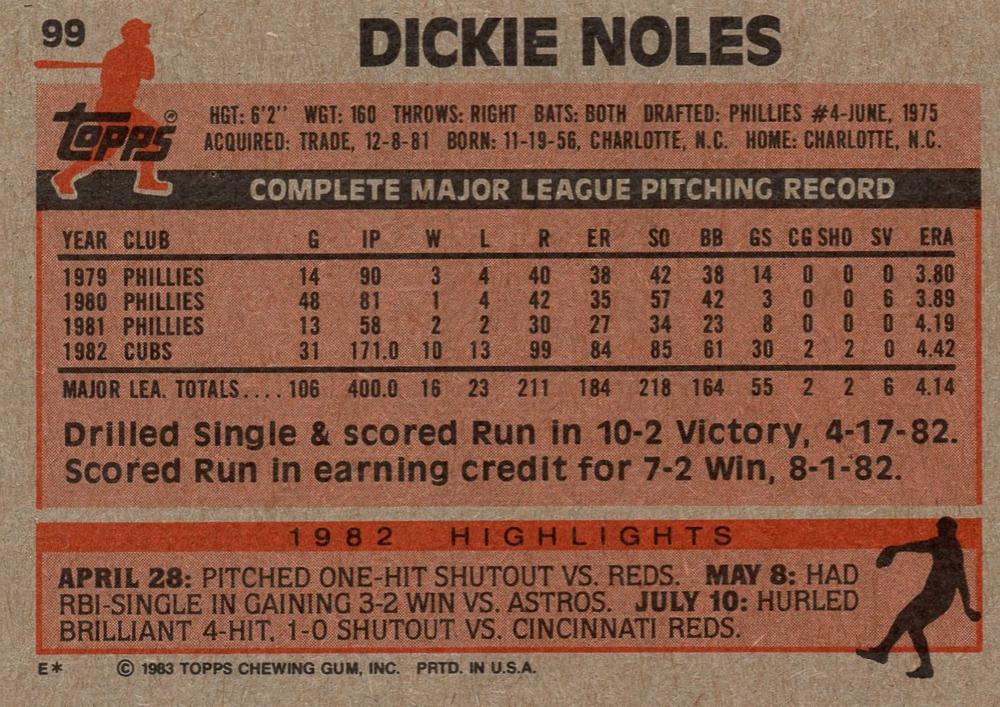 99
DICKIE NOLES
topps®
HGT: 6'2" WGT: 160 THROWS: RIGHT BATS: BOTH DRAFTED: PHILLIES #4-JUNE, 1975
ACQUIRED: TRADE, 12-8-81 BORN: 11-19-56, CHARLOTTE, N.C. HOME: CHARLOTTE, N.C.
COMPLETE MAJOR LEAGUE PITCHING RECORD
YEAR CLUB G IP W L R ER SO BB GS CG SHO SV ERA
1979 PHILLIES 14 90 3 4 40 38 42 38 14 0 0 0 3.80
1980 PHILLIES 48 81 1 4 42 35 57 42 3 0 0 6 3.89
1981 PHILLIES 13 58 2 2 30 27 34 23 8 0 0 0 4.19
1982 CUBS 31 171.0 10 13 99 84 85 61 30 2 2 0 4.42
MAJOR LEA. TOTALS.... 106 400.0 16 23 211 184 218 164 55 2 2 6 4.14
Drilled Single & scored Run in 10-2 Victory, 4-17-82.
Scored Run in earning credit for 7-2 Win, 8-1-82.
1982 HIGHLIGHTS
APRIL 28: PITCHED ONE-HIT SHUTOUT VS. REDS. MAY 8: HAD
RBI-SINGLE IN GAINING 3-2 WIN VS. ASTROS. JULY 10: HURLED
BRILLIANT 4-HIT, 1-0 SHUTOUT VS. CINCINNATI REDS.
E* © 1983 TOPPS CHEWING GUM, INC. PRTD. IN U.S.A.